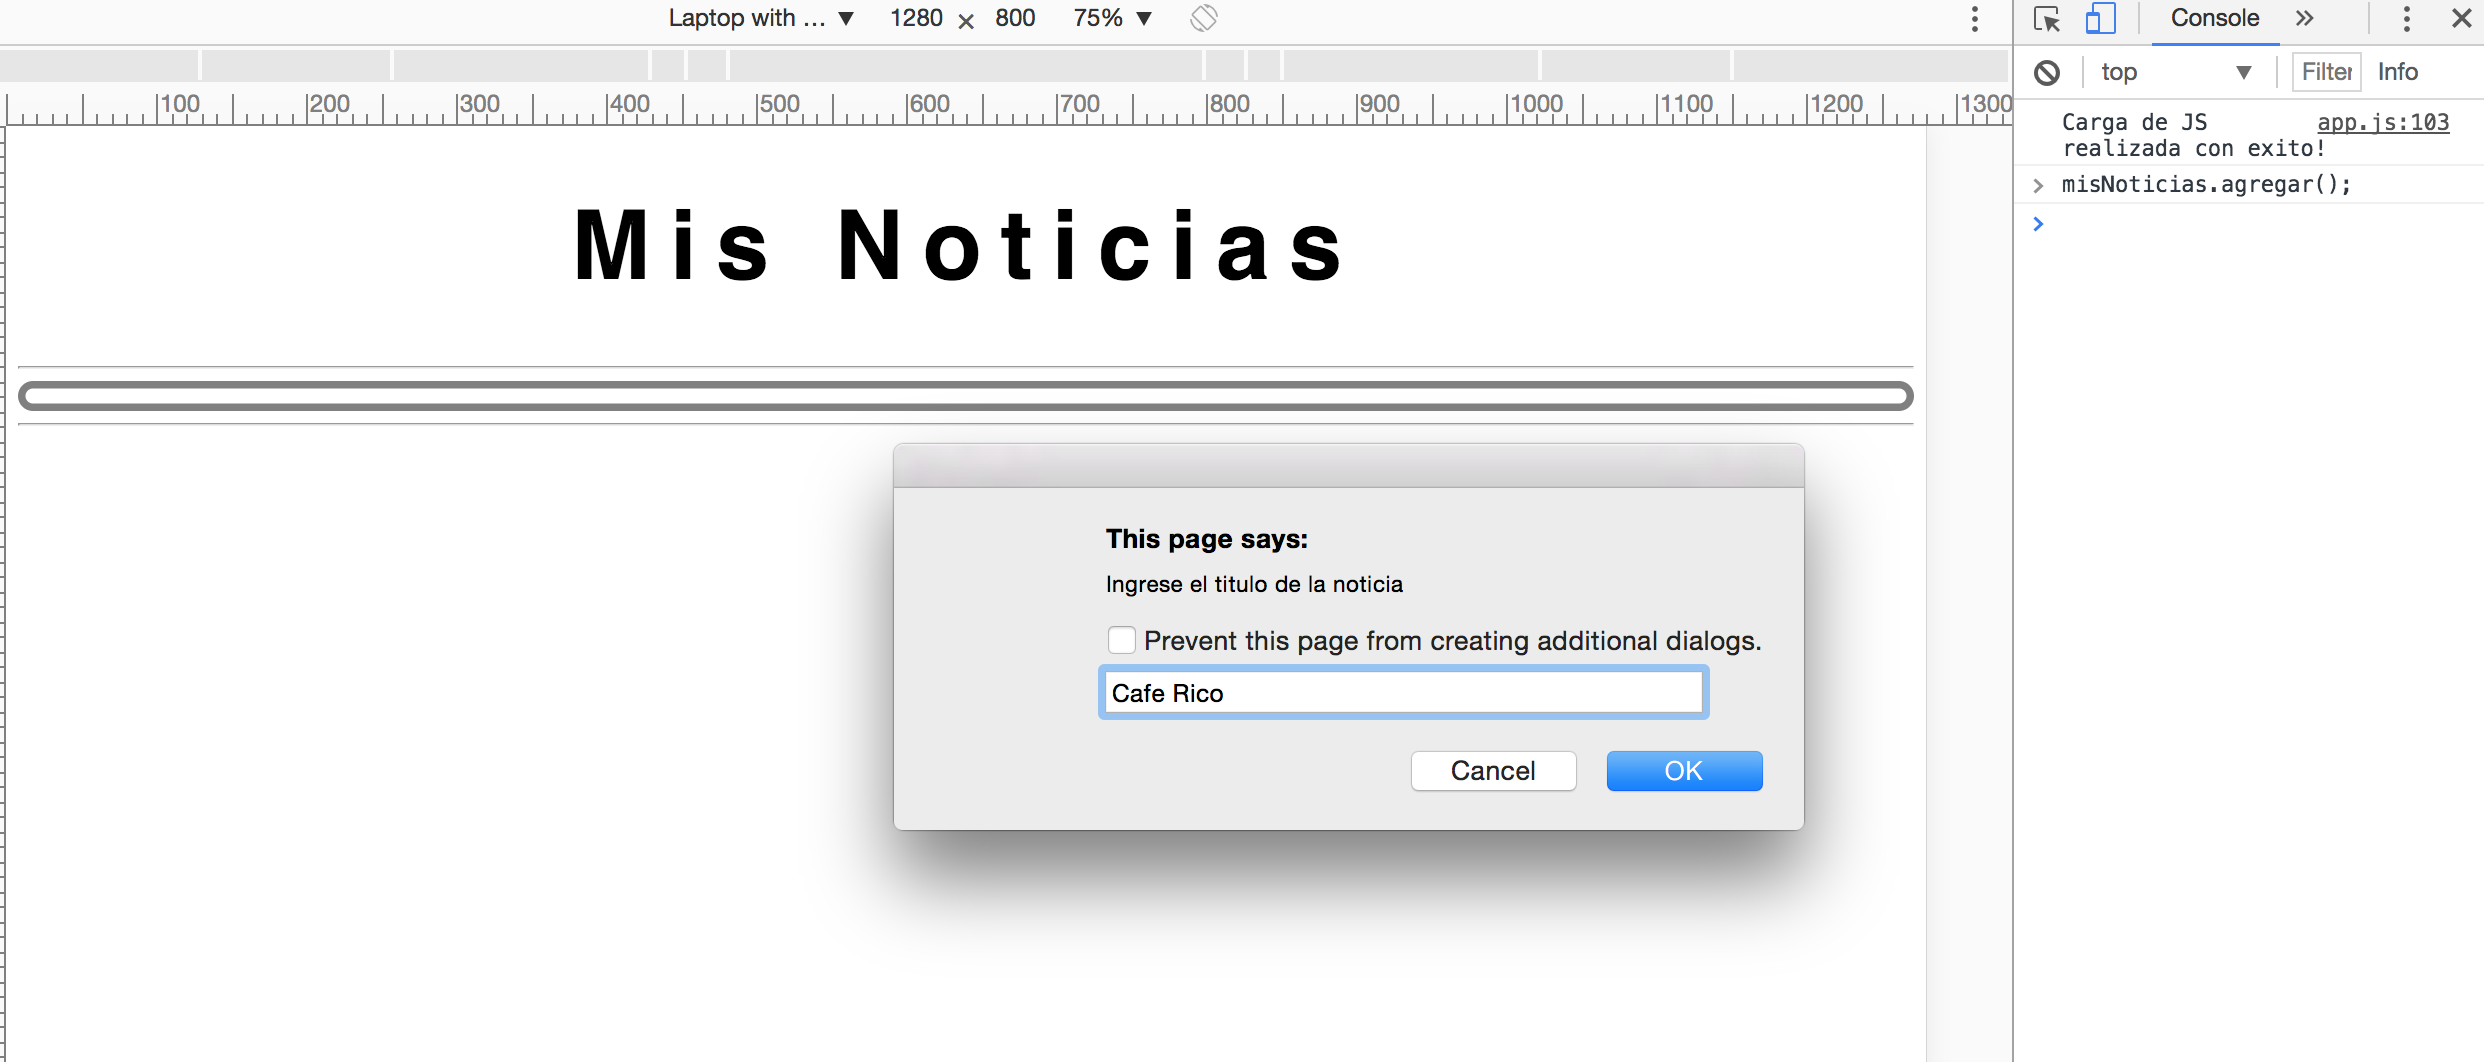 Laptop with ... ▼ 1280 × 800 75% ▼
Console »
top ▼ Filter Info
100 200 300 400 500 600 700 800 900 1000 1100 1200 1300
Carga de JS app.js:103
realizada con exito!
> misNoticias.agregar();
>
Mis Noticias
This page says:
Ingrese el titulo de la noticia
Prevent this page from creating additional dialogs.
Cafe Rico
Cancel OK